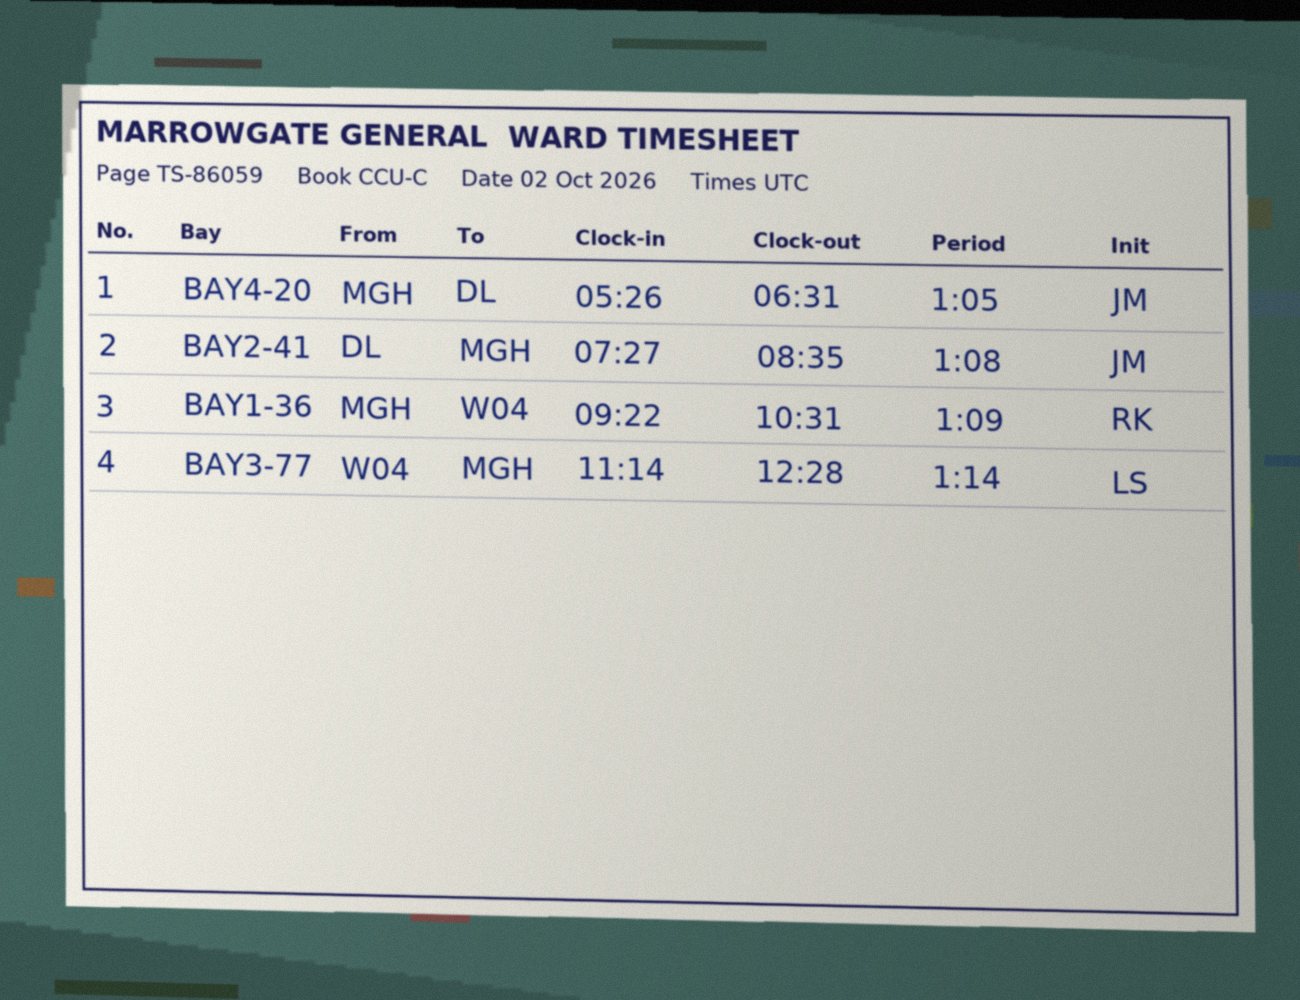 MARROWGATE GENERAL WARD TIMESHEET
Page TS-86059 Book CCU-C Date 02 Oct 2026 Times UTC
No. Bay From To Clock-in Clock-out Period Init
1 BAY4-20 MGH DL 05:26 06:31 1:05 JM
2 BAY2-41 DL MGH 07:27 08:35 1:08 JM
3 BAY1-36 MGH W04 09:22 10:31 1:09 RK
4 BAY3-77 W04 MGH 11:14 12:28 1:14 LS